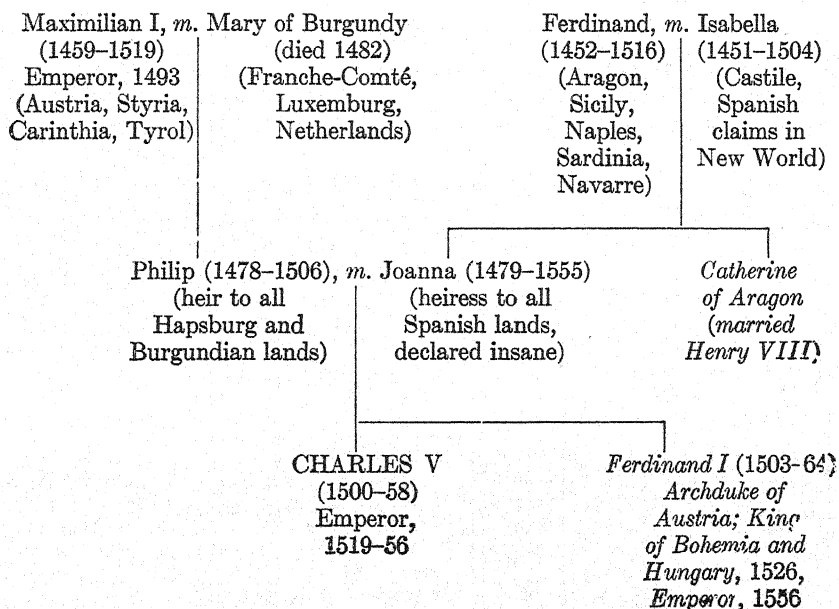 Maximilian I, m. Mary of Burgundy
(1459–1519)
Emperor, 1493
(Austria, Styria,
Carinthia, Tyrol)
(died 1482)
(Franche-Comté,
Luxemburg,
Netherlands)
Ferdinand, m. Isabella
(1452–1516)
(Aragon,
Sicily,
Naples,
Sardinia,
Navarre)
(1451–1504)
(Castile,
Spanish
claims in
New World)
Philip (1478–1506), m. Joanna (1479–1555)
(heir to all
Hapsburg and
Burgundian lands)
(heiress to all
Spanish lands,
declared insane)
Catherine
of Aragon
(married
Henry VIII)
CHARLES V
(1500–58)
Emperor,
1519–56
Ferdinand I (1503–64)
Archduke of
Austria; King
of Bohemia and
Hungary, 1526,
Emperor, 1556